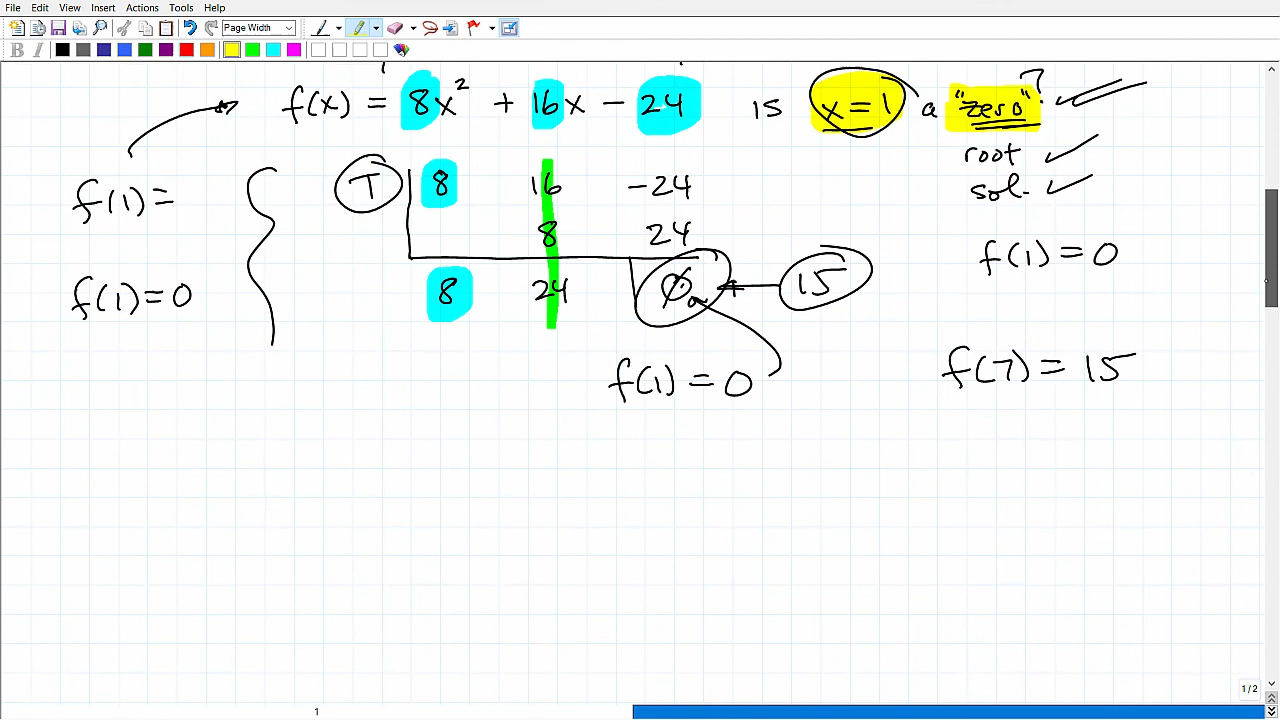 File Edit View Insert Actions Tools Help
Page Width
B I
f(x) = 8x² + 16x - 24 is x = 1 a "zero"?
root
sol.
1 8 16 -24
8 24
8 24 0 15
f(1) =
f(1) = 0
f(1) = 0
f(1) = 0
f(7) = 15
1/2
1